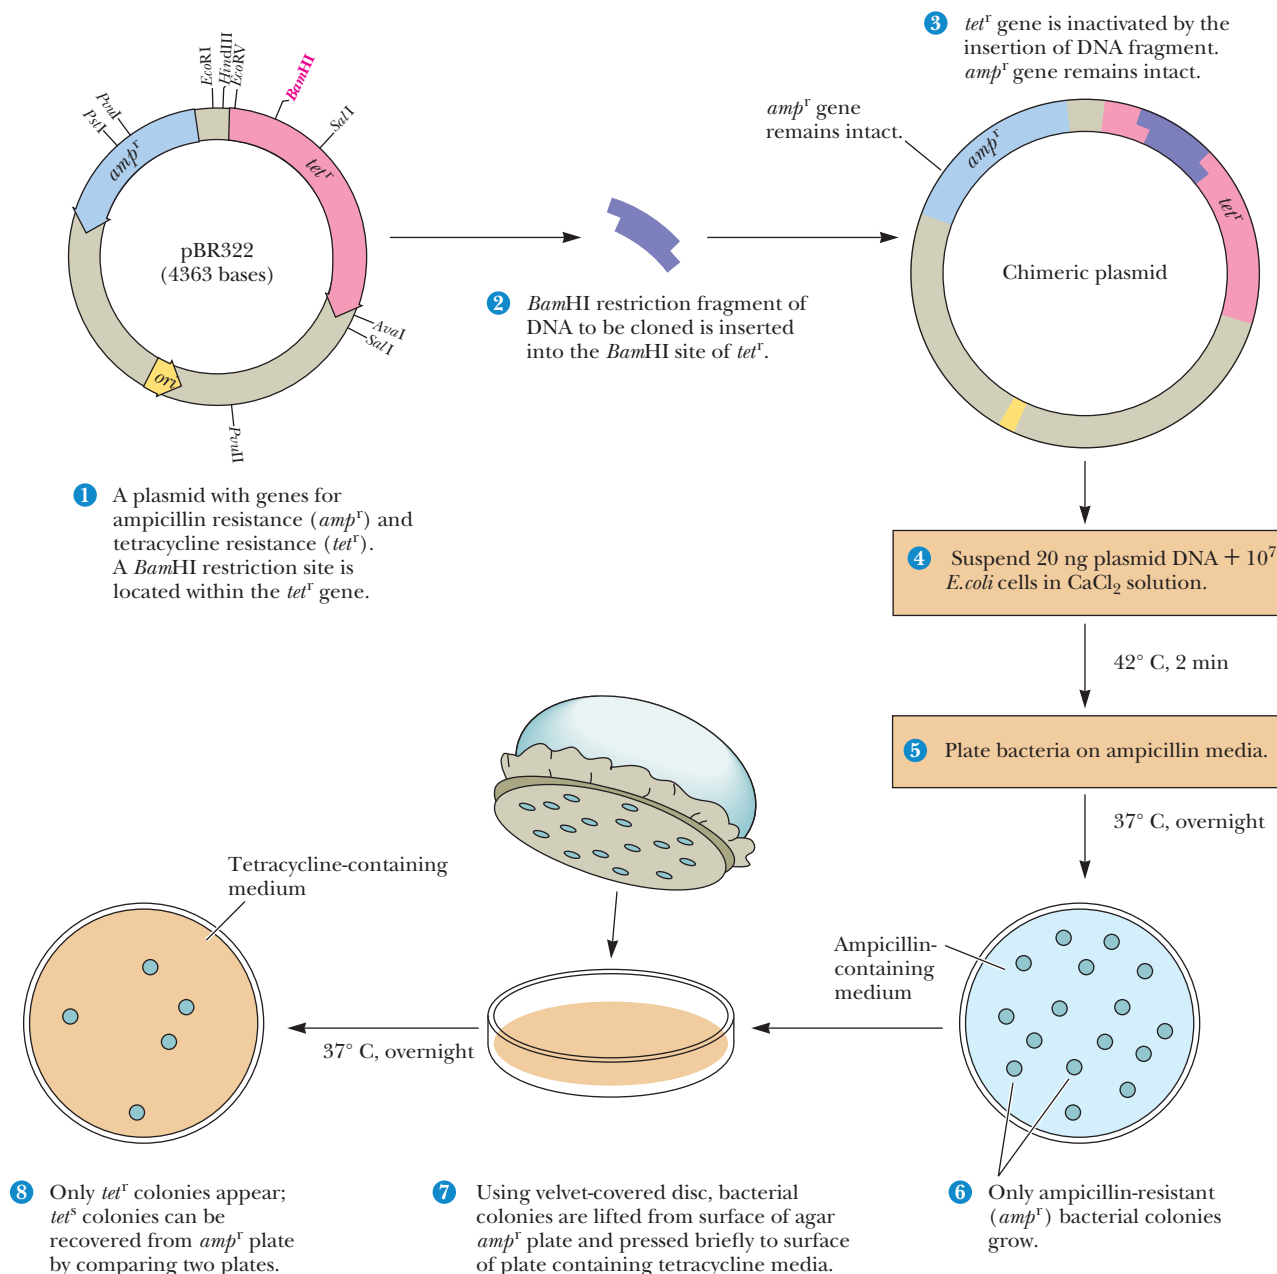 EcoRI
HindIII
EcoRV
BamHI
SalI
PvuI
PstI
ampʳ
tetʳ
pBR322
(4363 bases)
AvaI
SalI
ori
PvuII
1 A plasmid with genes for
ampicillin resistance (ampʳ) and
tetracycline resistance (tetʳ).
A BamHI restriction site is
located within the tetʳ gene.
2 BamHI restriction fragment of
DNA to be cloned is inserted
into the BamHI site of tetʳ.
3 tetʳ gene is inactivated by the
insertion of DNA fragment.
ampʳ gene remains intact.
ampʳ gene
remains intact.
ampʳ
tetʳ
Chimeric plasmid
4 Suspend 20 ng plasmid DNA + 10⁷
E.coli cells in CaCl₂ solution.
42° C, 2 min
5 Plate bacteria on ampicillin media.
37° C, overnight
Ampicillin-
containing
medium
6 Only ampicillin-resistant
(ampʳ) bacterial colonies
grow.
7 Using velvet-covered disc, bacterial
colonies are lifted from surface of agar
ampʳ plate and pressed briefly to surface
of plate containing tetracycline media.
37° C, overnight
Tetracycline-containing
medium
8 Only tetʳ colonies appear;
tetˢ colonies can be
recovered from ampʳ plate
by comparing two plates.